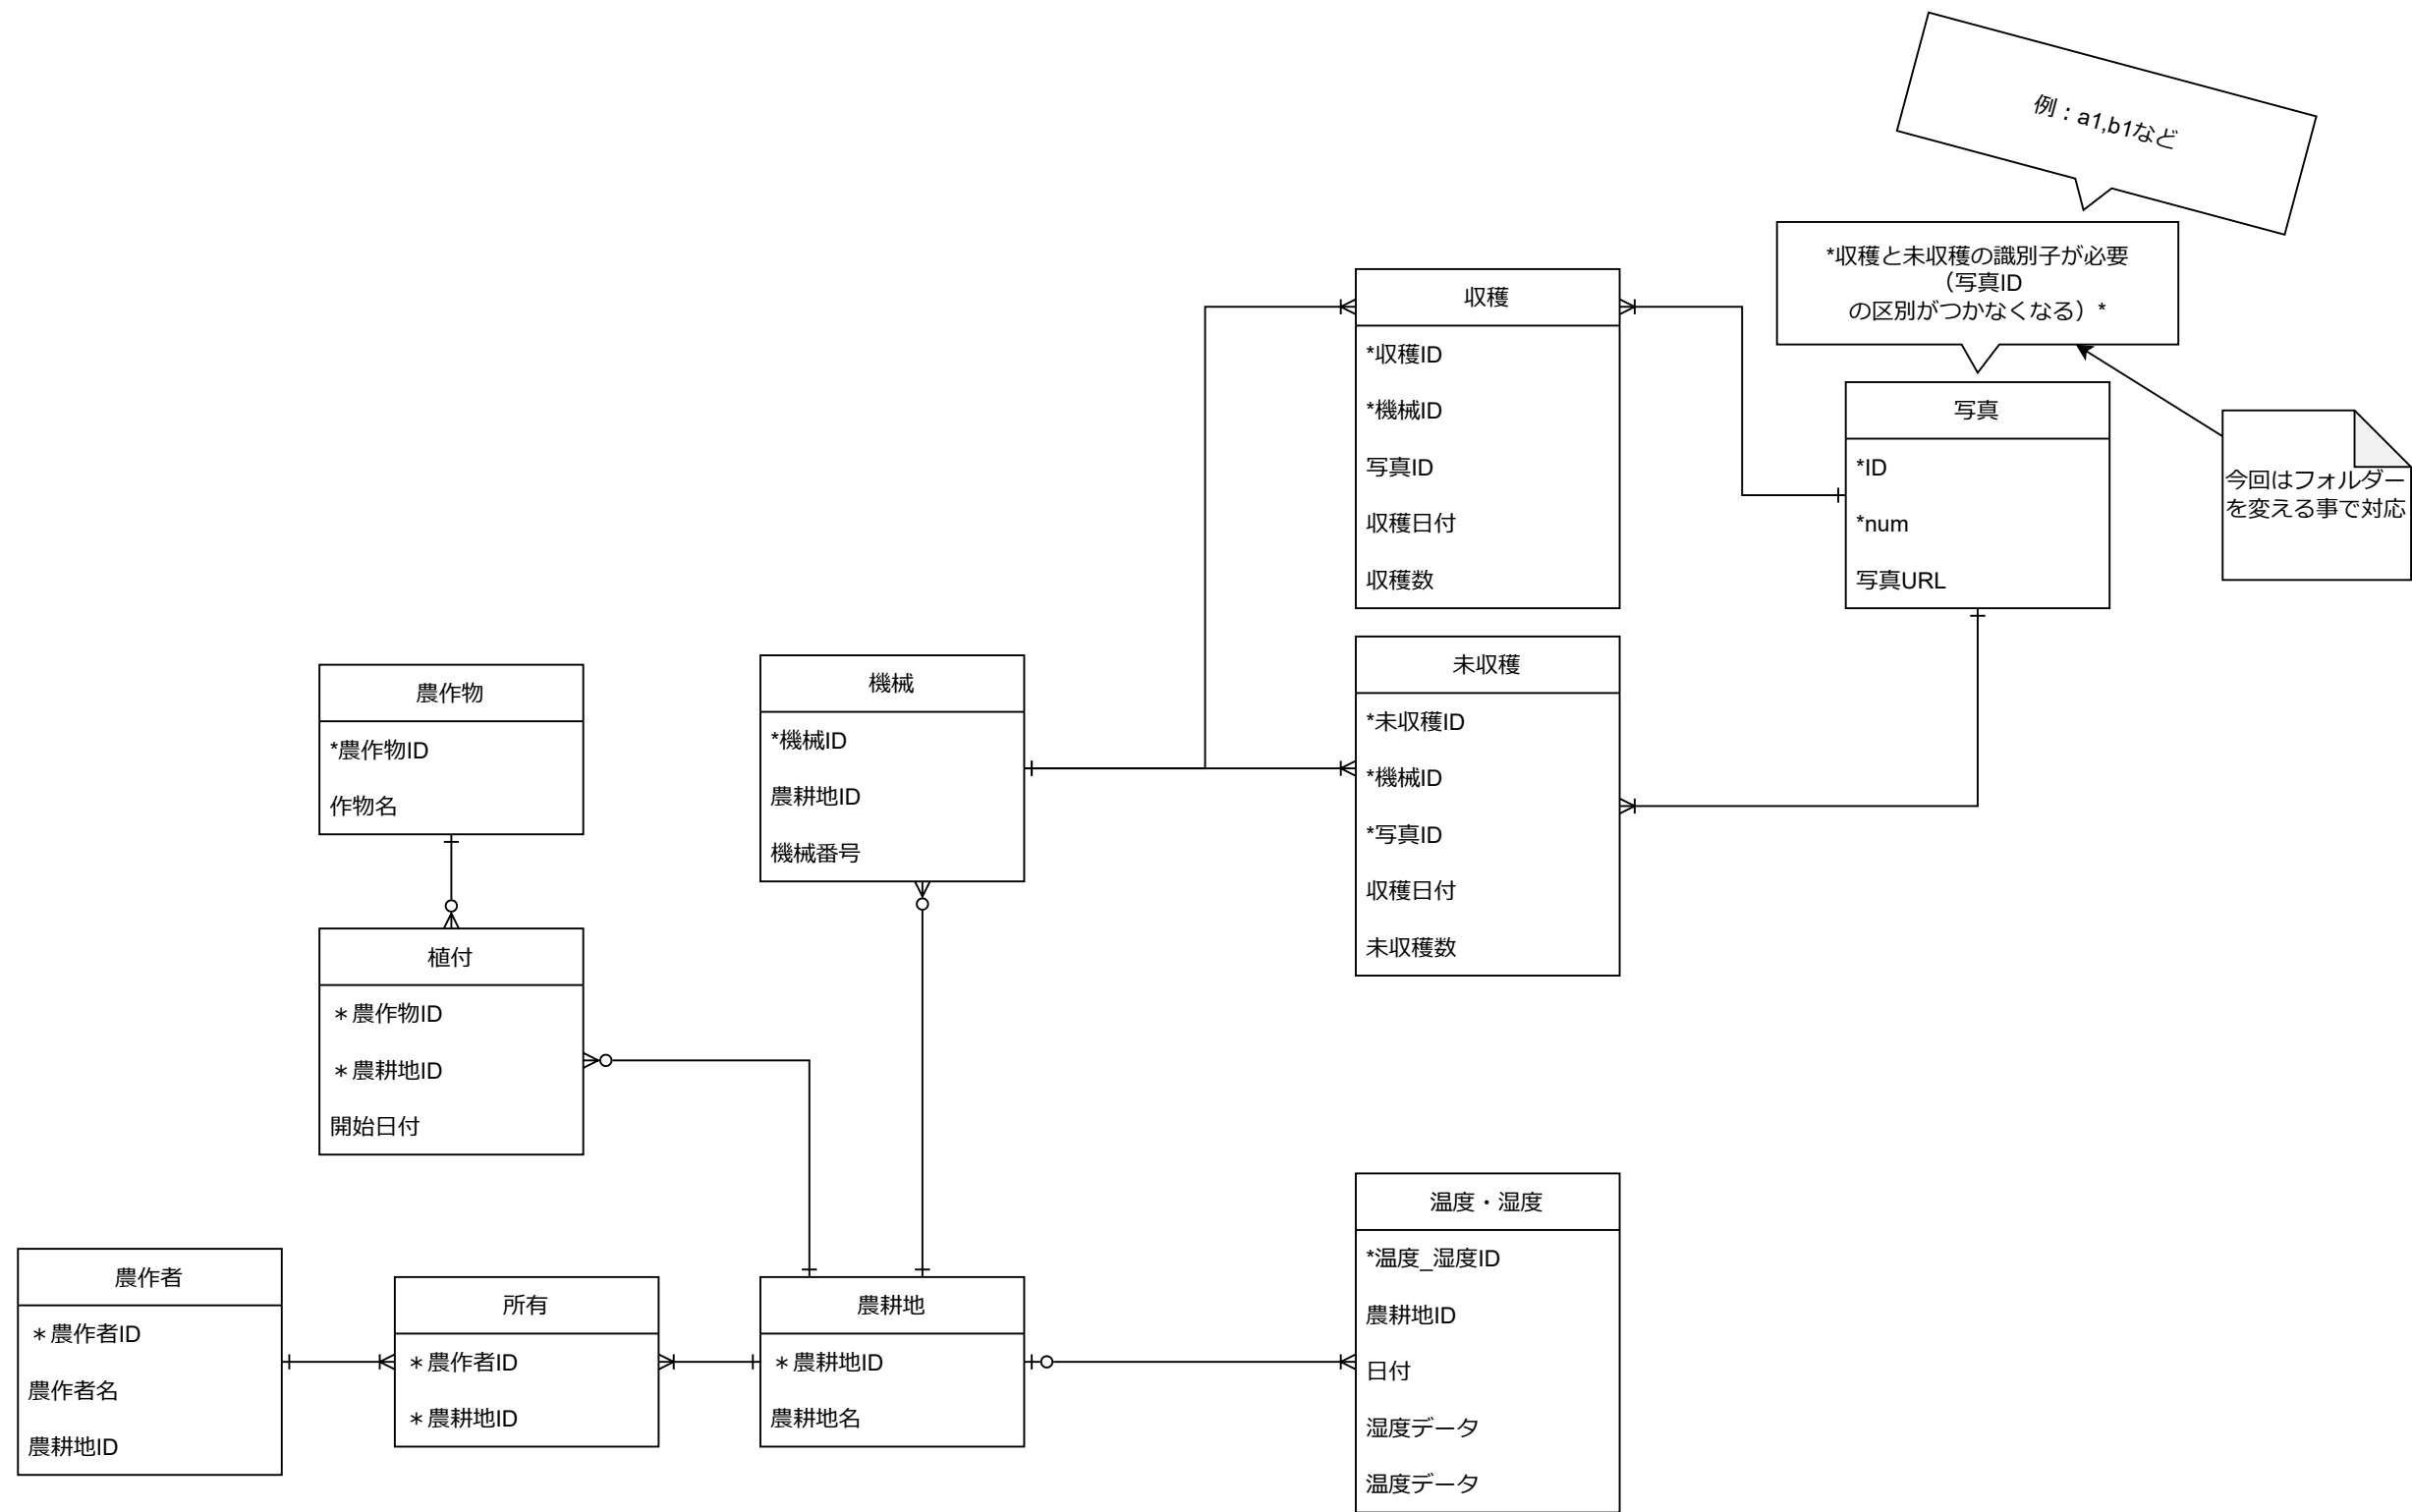 例：a1,b1など
*収穫と未収穫の識別子が必要
（写真ID
の区別がつかなくなる）*
今回はフォルダー
を変える事で対応
収穫
*収穫ID
*機械ID
写真ID
収穫日付
収穫数
写真
*ID
*num
写真URL
未収穫
*未収穫ID
*機械ID
*写真ID
収穫日付
未収穫数
農作物
*農作物ID
作物名
機械
*機械ID
農耕地ID
機械番号
植付
＊農作物ID
＊農耕地ID
開始日付
農作者
＊農作者ID
農作者名
農耕地ID
所有
＊農作者ID
＊農耕地ID
農耕地
＊農耕地ID
農耕地名
温度・湿度
*温度_湿度ID
農耕地ID
日付
湿度データ
温度データ